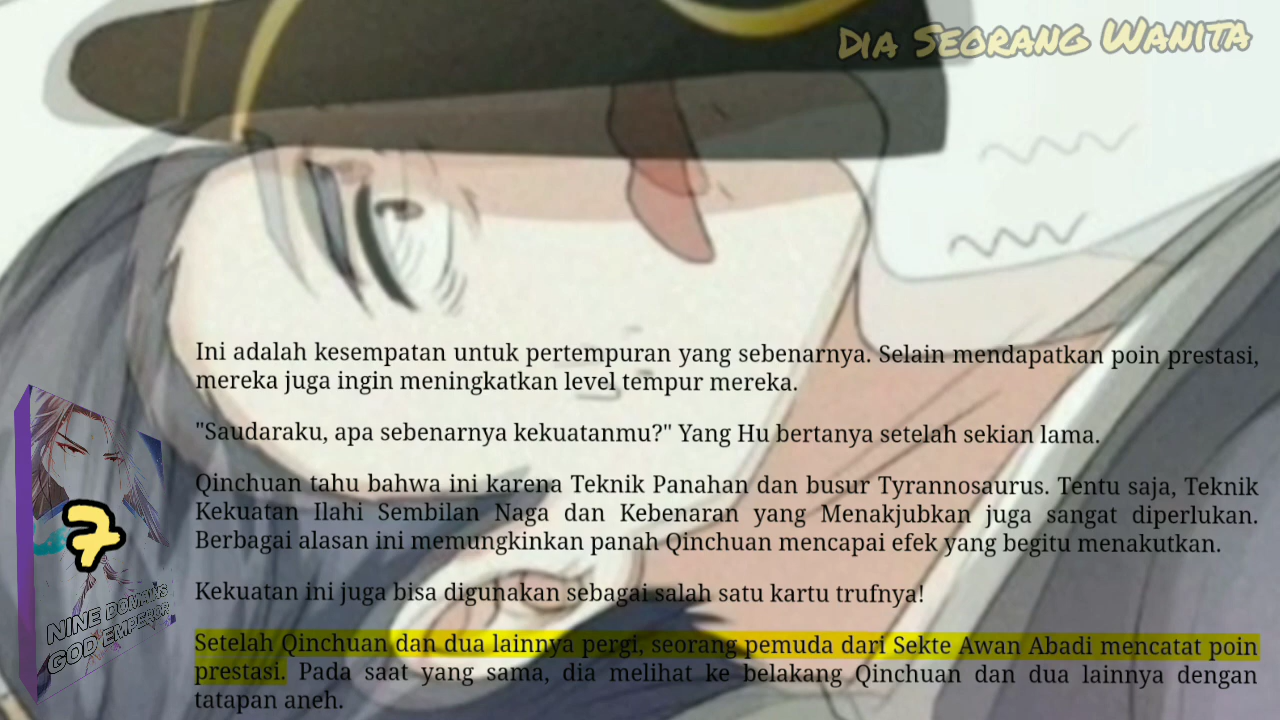 Dia Seorang Wanita
Ini adalah kesempatan untuk pertempuran yang sebenarnya. Selain mendapatkan poin prestasi,
mereka juga ingin meningkatkan level tempur mereka.
"Saudaraku, apa sebenarnya kekuatanmu?" Yang Hu bertanya setelah sekian lama.
Qinchuan tahu bahwa ini karena Teknik Panahan dan busur Tyrannosaurus. Tentu saja, Teknik
Kekuatan Ilahi Sembilan Naga dan Kebenaran yang Menakjubkan juga sangat diperlukan.
Berbagai alasan ini memungkinkan panah Qinchuan mencapai efek yang begitu menakutkan.
Kekuatan ini juga bisa digunakan sebagai salah satu kartu trufnya!
Setelah Qinchuan dan dua lainnya pergi, seorang pemuda dari Sekte Awan Abadi mencatat poin
prestasi. Pada saat yang sama, dia melihat ke belakang Qinchuan dan dua lainnya dengan
tatapan aneh.
7
NINE DOMAINS
GOD EMPEROR